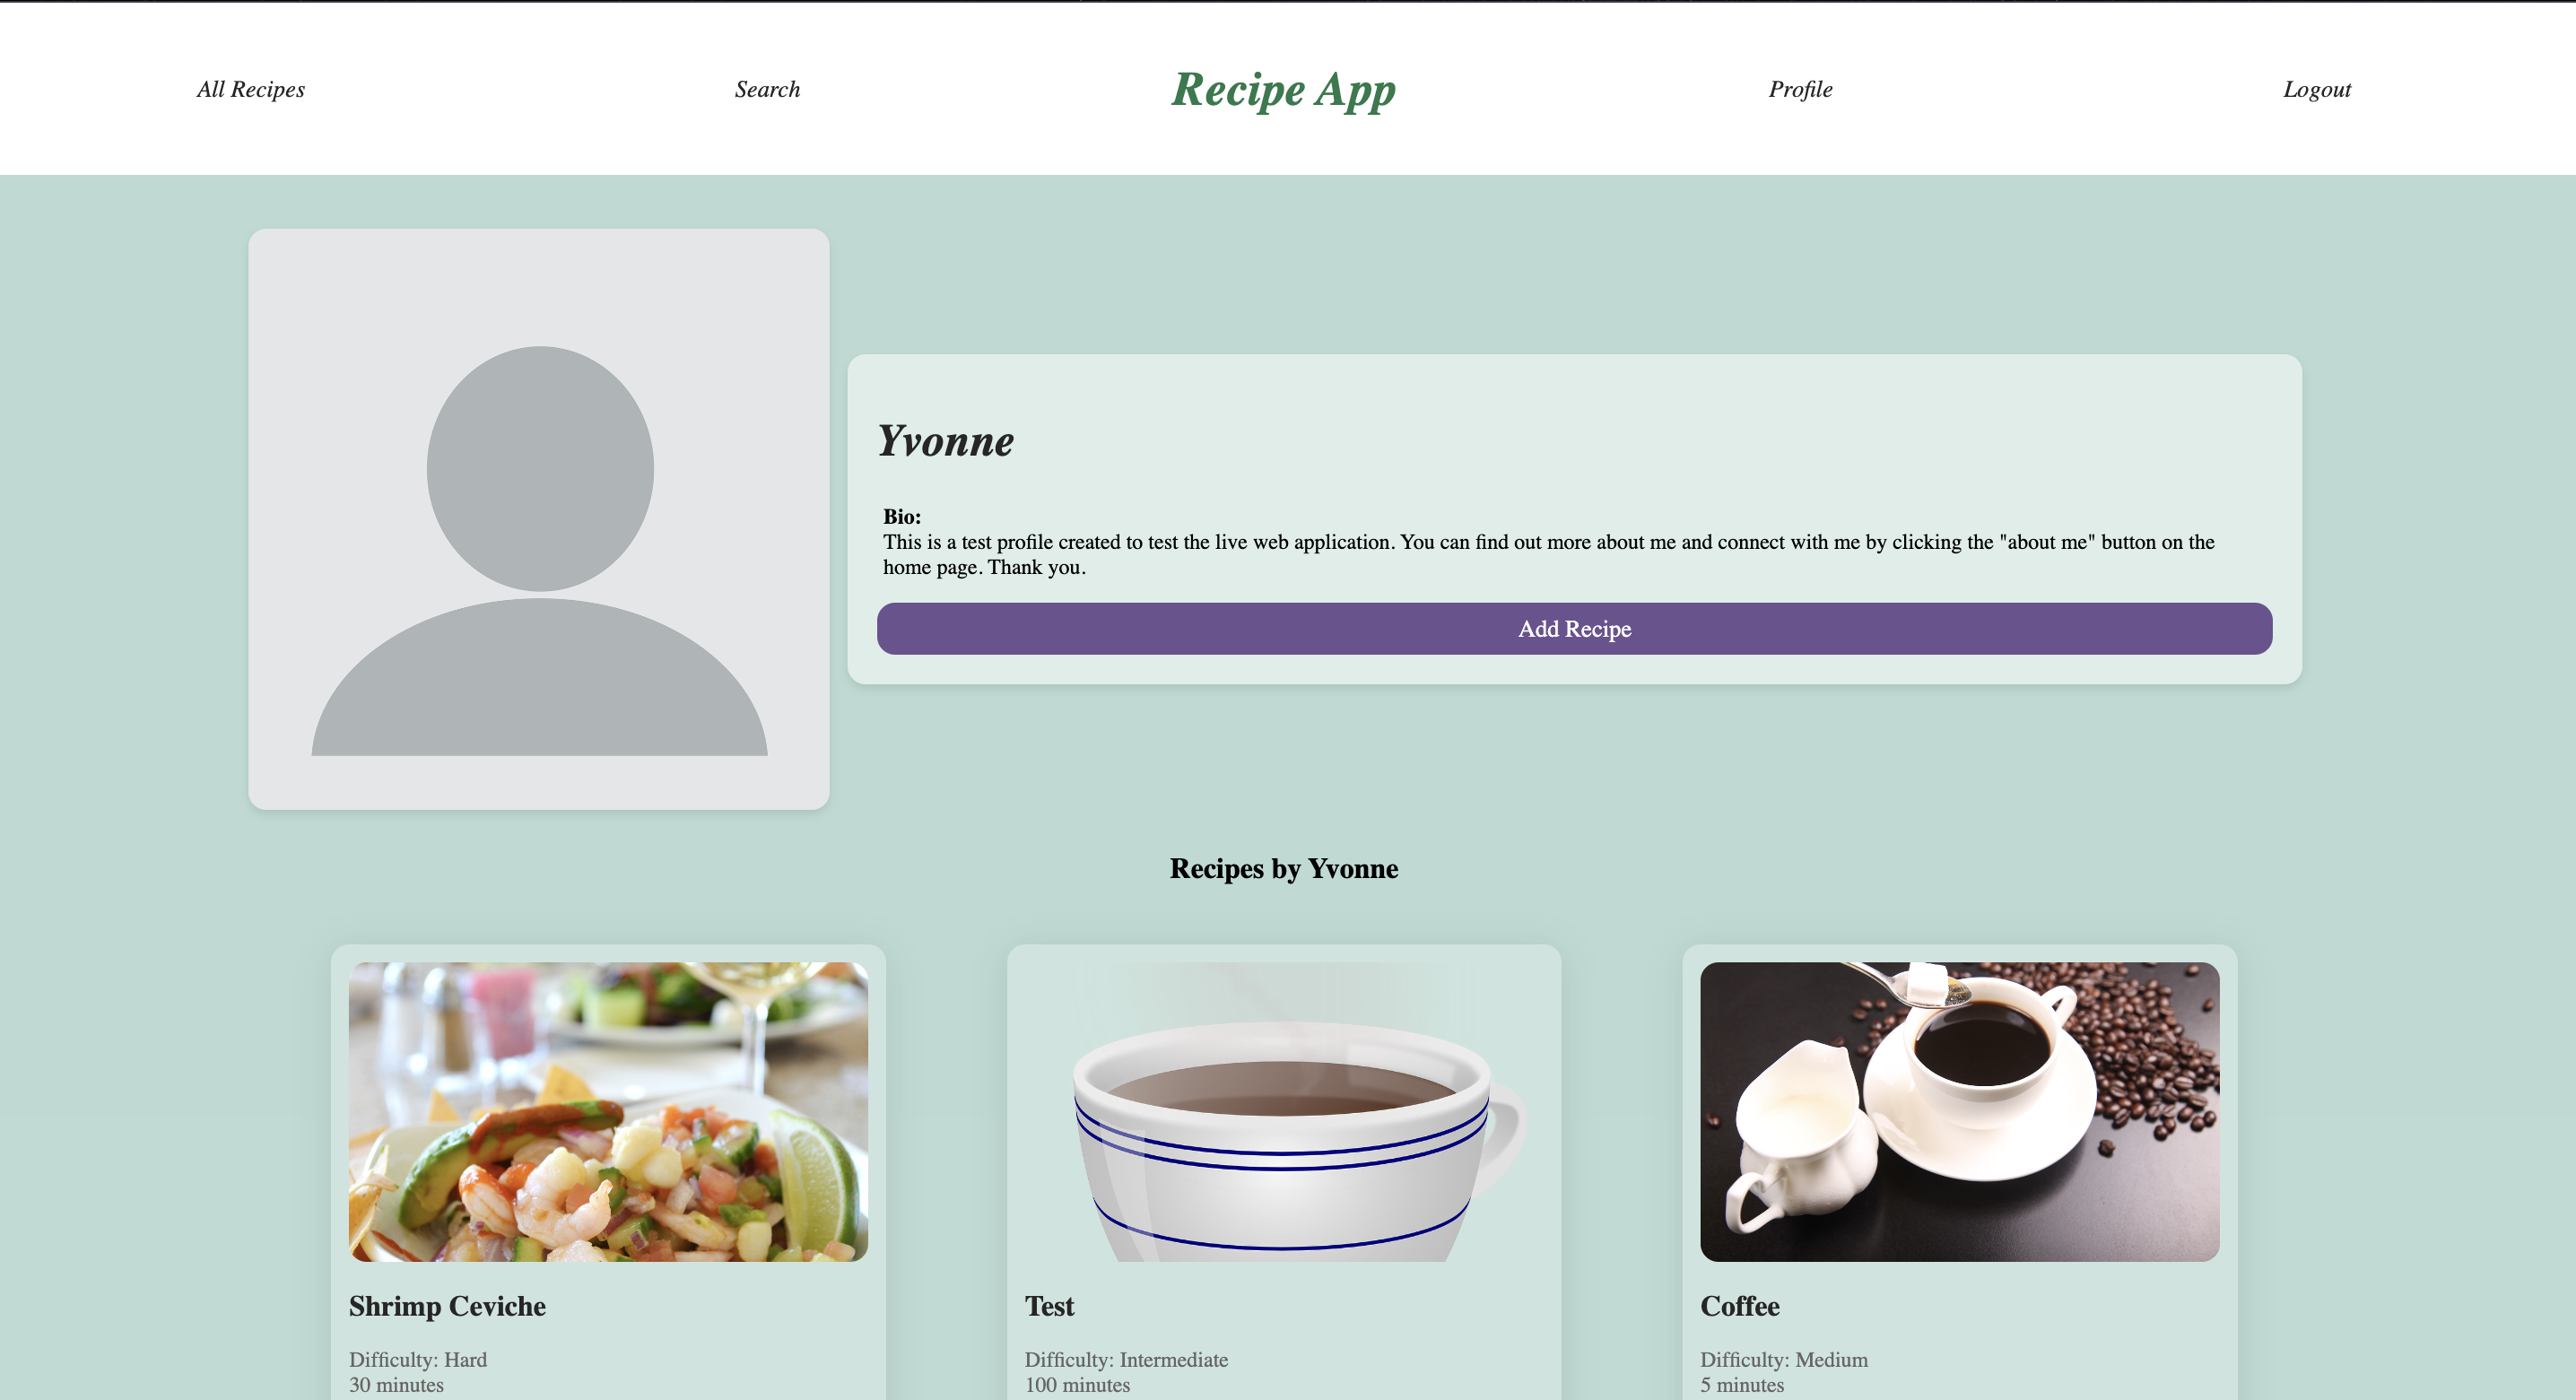 All Recipes
Search
Recipe App
Profile
Logout
Yvonne
Bio:
This is a test profile created to test the live web application. You can find out more about me and connect with me by clicking the "about me" button on the
home page. Thank you.
Add Recipe
Recipes by Yvonne
Shrimp Ceviche
Difficulty: Hard
30 minutes
Test
Difficulty: Intermediate
100 minutes
Coffee
Difficulty: Medium
5 minutes